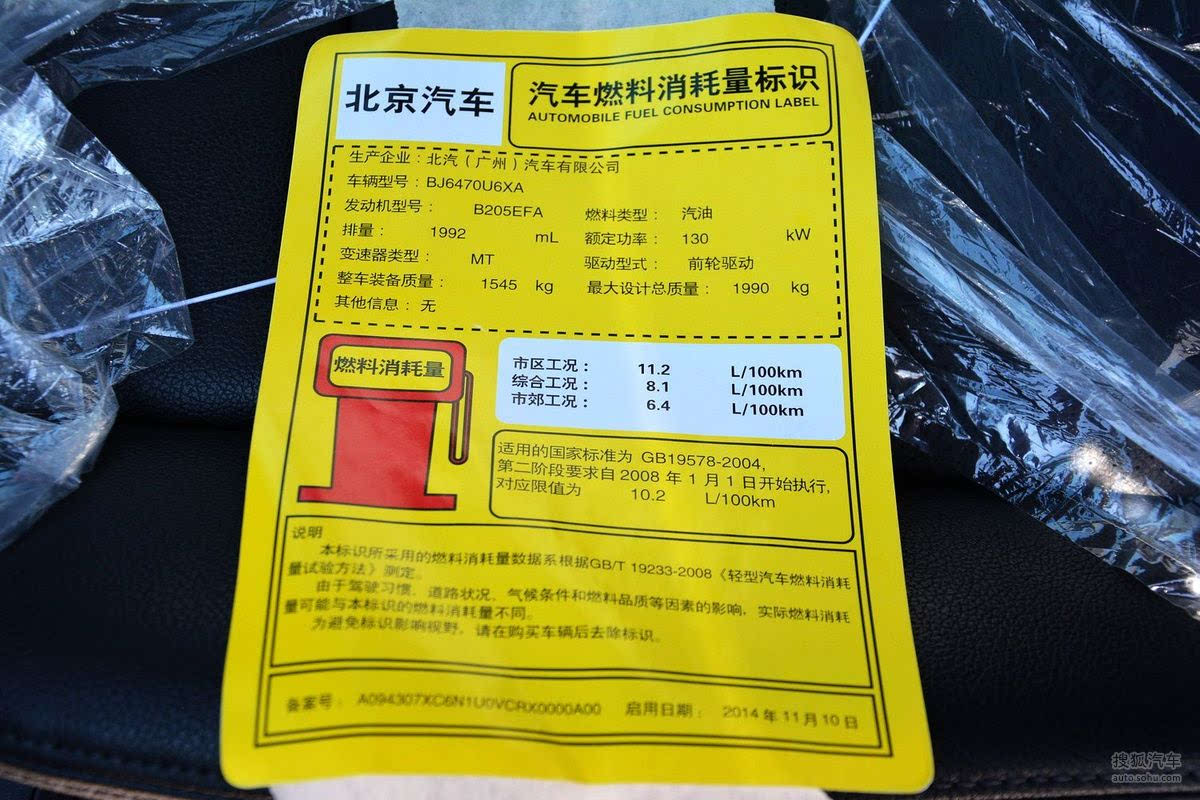 北京汽车
汽车燃料消耗量标识
AUTOMOBILE FUEL CONSUMPTION LABEL
生产企业：北汽（广州）汽车有限公司
车辆型号：BJ6470U6XA
发动机型号： B205EFA 燃料类型： 汽油
排量： 1992 mL 额定功率： 130 kW
变速器类型： MT 驱动型式： 前轮驱动
整车装备质量： 1545 kg 最大设计总质量： 1990 kg
其他信息： 无
燃料消耗量
市区工况： 11.2 L/100km
综合工况： 8.1 L/100km
市郊工况： 6.4 L/100km
适用的国家标准为 GB19578-2004,
第二阶段要求自 2008 年 1 月 1 日开始执行,
对应限值为 10.2 L/100km
说明
本标识所采用的燃料消耗量数据系根据GB/T 19233-2008《轻型汽车燃料消耗
量试验方法》测定。
由于驾驶习惯、道路状况、气候条件和燃料品质等因素的影响，实际燃料消耗
量可能与本标识的燃料消耗量不同。
为避免标识影响视野，请在购买车辆后去除标识。
备案号： A094307XC6N1U0VCRX0000A00 启用日期： 2014 年 11 月 10 日
搜狐汽车
auto.sohu.com